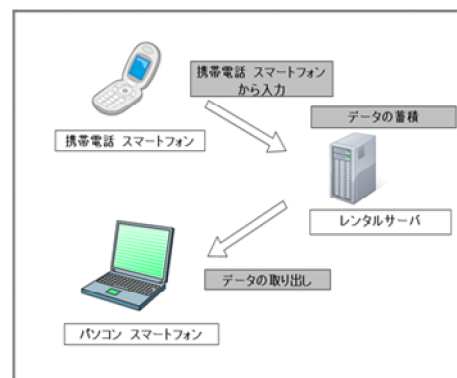 携帯電話 スマートフォン
から入力
データの蓄積
携帯電話 スマートフォン
レンタルサーバ
データの取り出し
パソコン スマートフォン